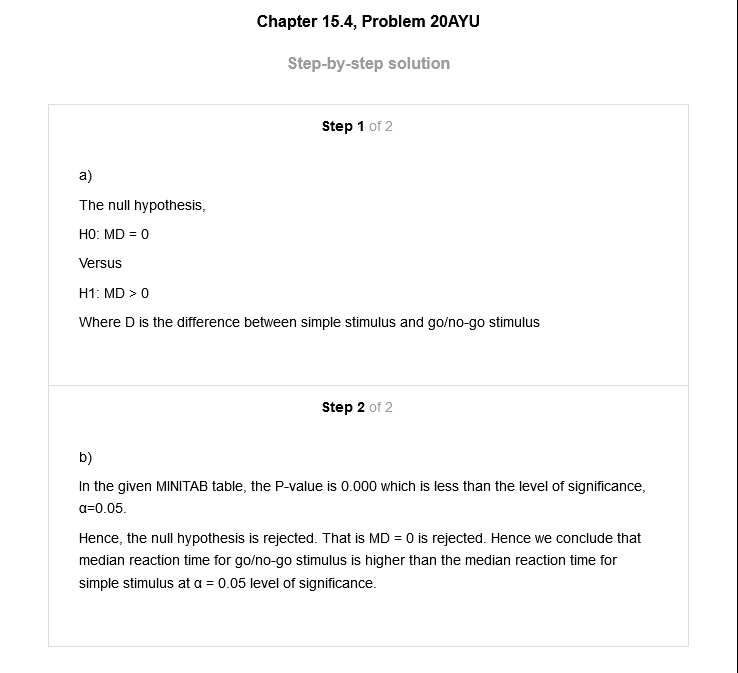 Chapter 15.4, Problem 20AYU
Step-by-step solution
Step 1 of 2
a)
The null hypothesis,
H0: MD = 0
Versus
H1: MD > 0
Where D is the difference between simple stimulus and go/no-go stimulus
Step 2 of 2
b)
In the given MINITAB table, the P-value is 0.000 which is less than the level of significance,
α=0.05.
Hence, the null hypothesis is rejected. That is MD = 0 is rejected. Hence we conclude that
median reaction time for go/no-go stimulus is higher than the median reaction time for
simple stimulus at α = 0.05 level of significance.